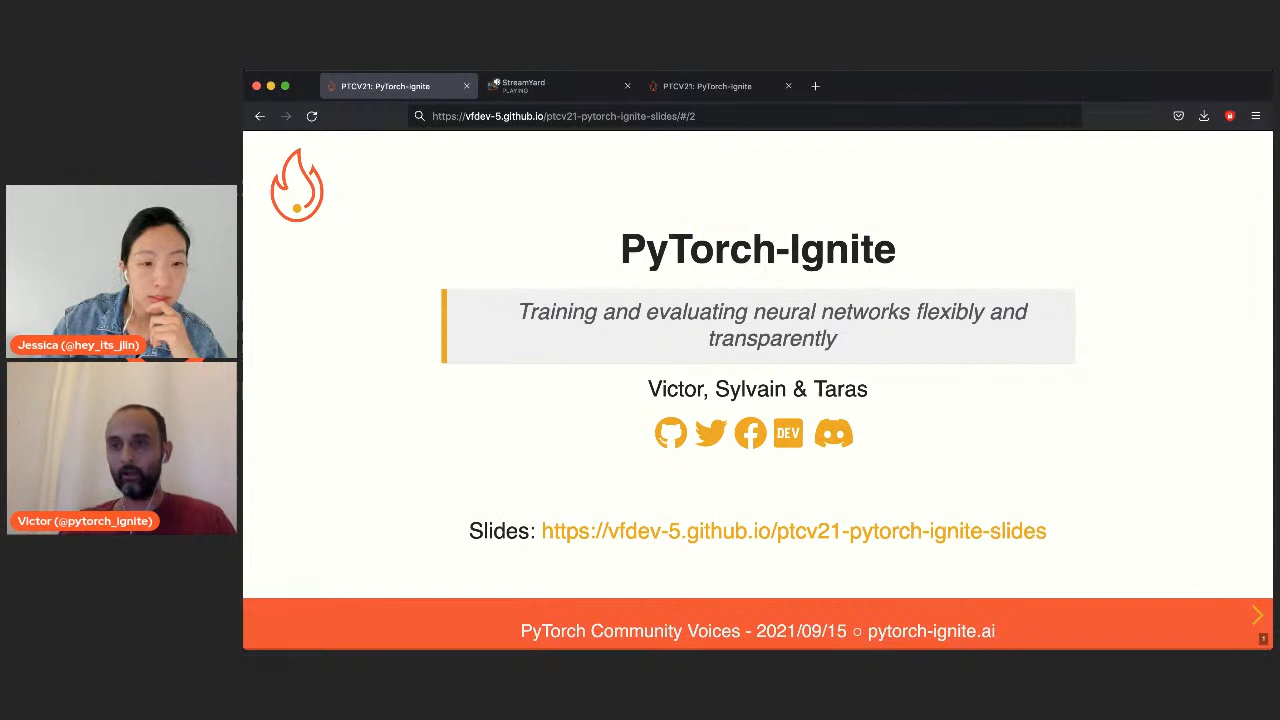 PTCV21: PyTorch-Ignite
StreamYard
PLAYING
PTCV21: PyTorch-Ignite
https://vfdev-5.github.io/ptcv21-pytorch-ignite-slides/#/2
PyTorch-Ignite
Training and evaluating neural networks flexibly and
transparently
Victor, Sylvain & Taras
DEV
Slides: https://vfdev-5.github.io/ptcv21-pytorch-ignite-slides
PyTorch Community Voices - 2021/09/15 ○ pytorch-ignite.ai
1
Jessica (@hey_its_jlin)
Victor (@pytorch_ignite)